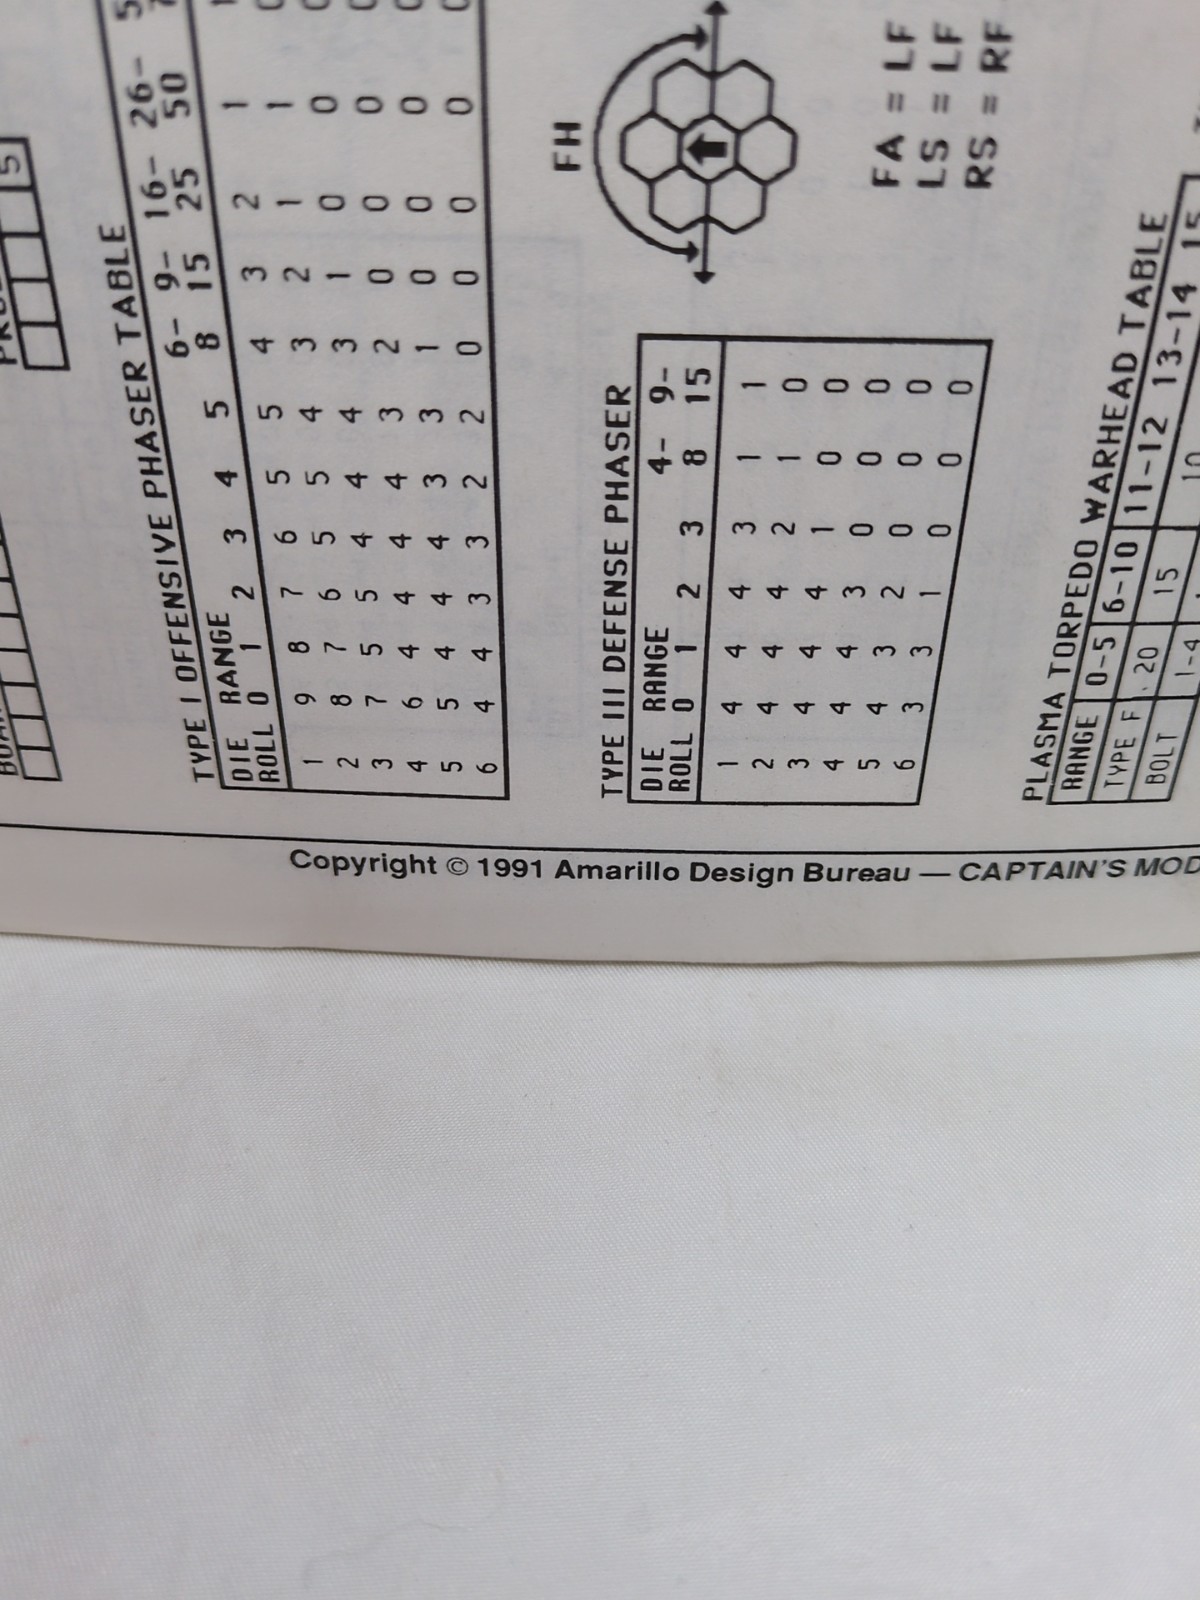 5
TYPE I OFFENSIVE PHASER TABLE
DIE RANGE 6- 9- 16- 26-
ROLL 0 1 2 3 4 5 8 15 25 50
1 9 8 7 6 5 5 4 3 2 1
2 8 7 6 5 5 4 3 2 1 1
3 7 5 5 4 4 4 3 1 0 0
4 6 4 4 4 4 3 2 0 0 0
5 5 4 4 4 3 3 1 0 0 0
6 4 4 3 3 2 2 0 0 0 0
FH
TYPE III DEFENSE PHASER
DIE RANGE 4- 9-
ROLL 0 1 2 3 8 15
1 4 4 4 3 1 1
2 4 4 4 2 1 0
3 4 4 4 1 0 0
4 4 4 3 0 0 0
5 4 3 2 0 0 0
6 3 3 1 0 0 0
FA = LF
LS = LF
RS = RF
PLASMA TORPEDO WARHEAD TABLE
RANGE 0-5 6-10 11-12 13-14 15
TYPE F 20 15 10
BOLT 1-4
Copyright © 1991 Amarillo Design Bureau — CAPTAIN'S MOD